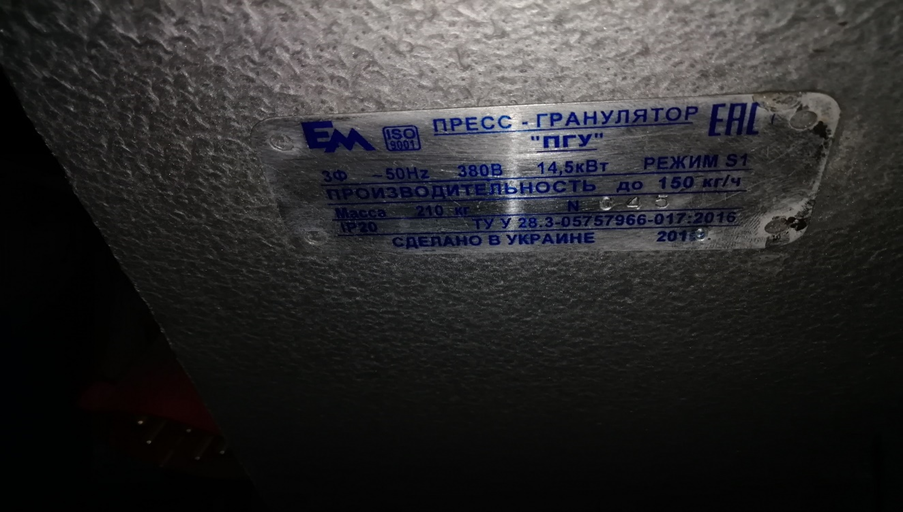 ЕМ ISO 9001 ПРЕСС - ГРАНУЛЯТОР ЕАС
"ПГУ"
3Ф ~50Hz 380В 14,5кВт РЕЖИМ S1
ПРОИЗВОДИТЕЛЬНОСТЬ до 150 кг/ч
Масса 210 кг N 045
IP20 ТУ У 28.3-05757966-017:2016
СДЕЛАНО В УКРАИНЕ